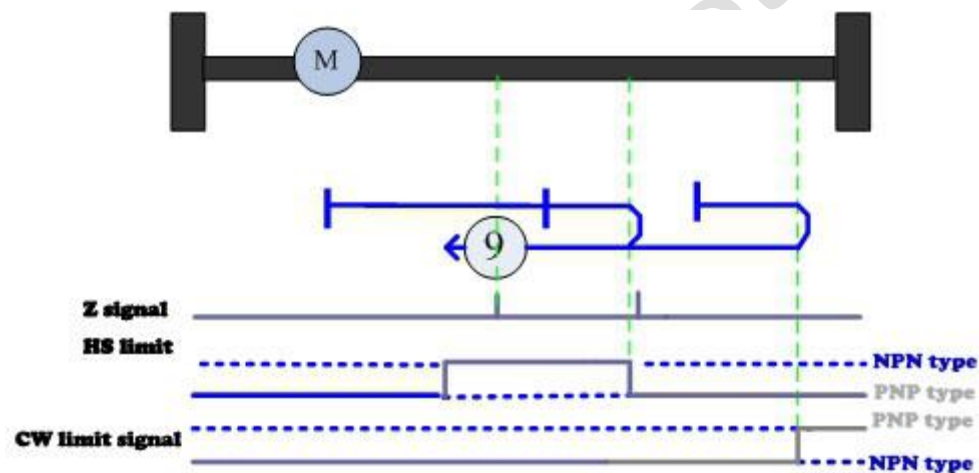 M
9
Z signal
HS limit
NPN type
PNP type
PNP type
CW limit signal
NPN type